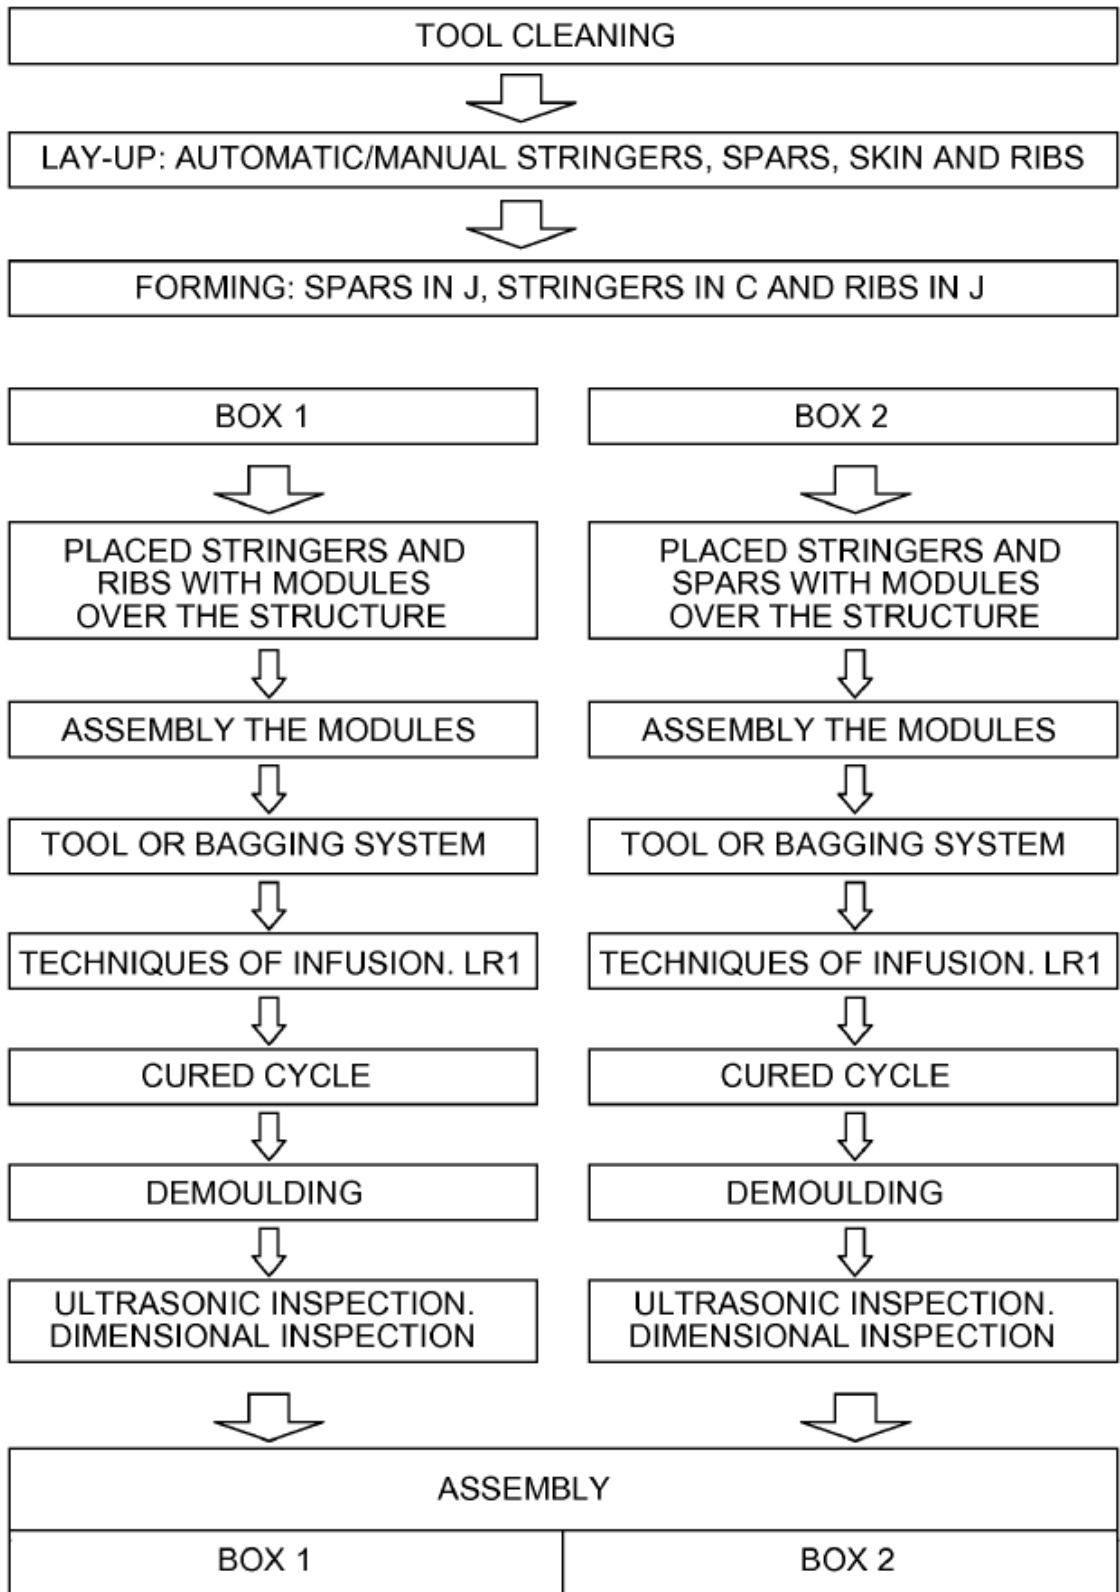 TOOL CLEANING
LAY-UP: AUTOMATIC/MANUAL STRINGERS, SPARS, SKIN AND RIBS
FORMING: SPARS IN J, STRINGERS IN C AND RIBS IN J
BOX 1
PLACED STRINGERS AND
RIBS WITH MODULES
OVER THE STRUCTURE
ASSEMBLY THE MODULES
TOOL OR BAGGING SYSTEM
TECHNIQUES OF INFUSION. LR1
CURED CYCLE
DEMOULDING
ULTRASONIC INSPECTION.
DIMENSIONAL INSPECTION
BOX 2
PLACED STRINGERS AND
SPARS WITH MODULES
OVER THE STRUCTURE
ASSEMBLY THE MODULES
TOOL OR BAGGING SYSTEM
TECHNIQUES OF INFUSION. LR1
CURED CYCLE
DEMOULDING
ULTRASONIC INSPECTION.
DIMENSIONAL INSPECTION
ASSEMBLY
BOX 1
BOX 2